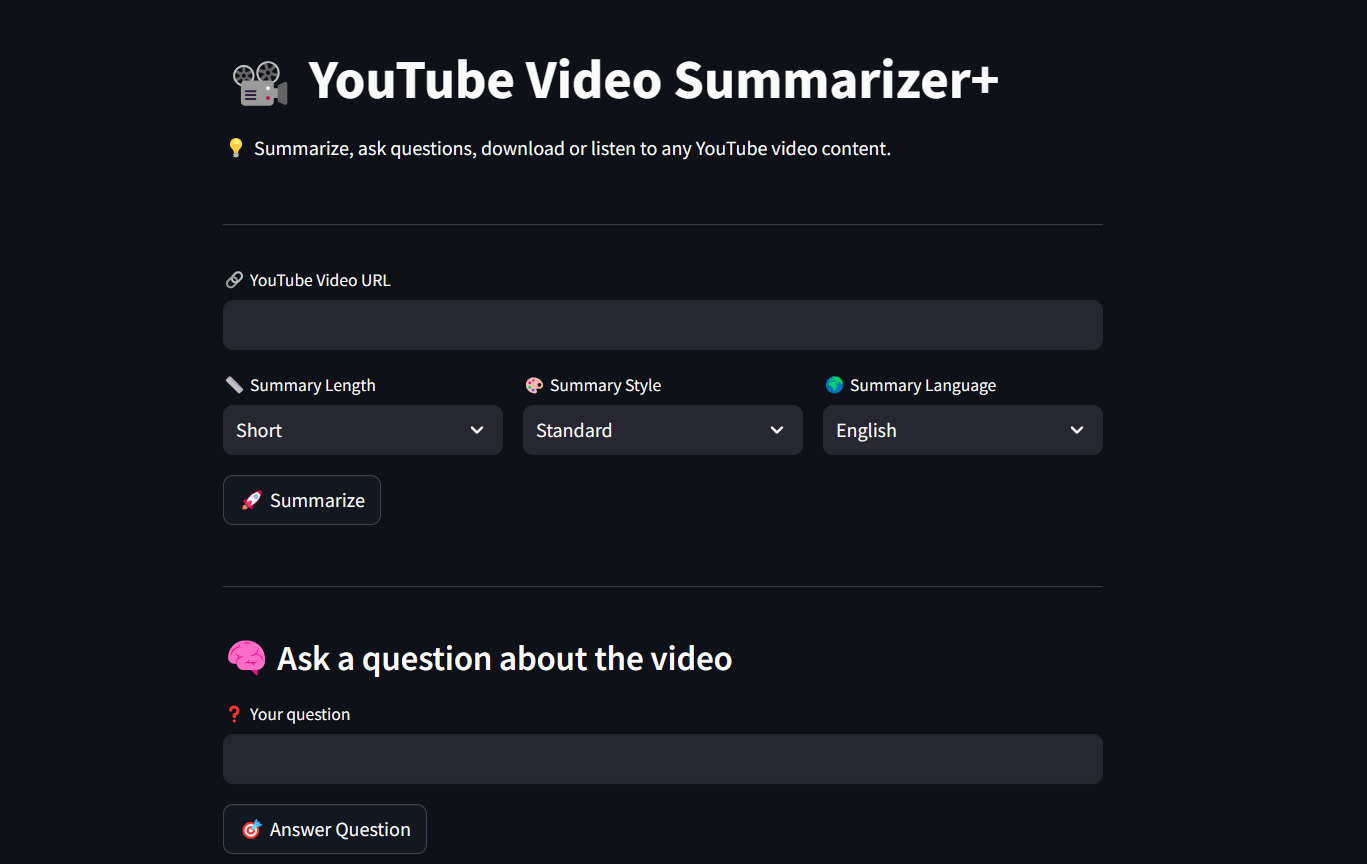 🎥 YouTube Video Summarizer+
💡 Summarize, ask questions, download or listen to any YouTube video content.
🔗 YouTube Video URL
📏 Summary Length
🎨 Summary Style
🌍 Summary Language
Short
Standard
English
🚀 Summarize
🧠 Ask a question about the video
❓ Your question
🎯 Answer Question